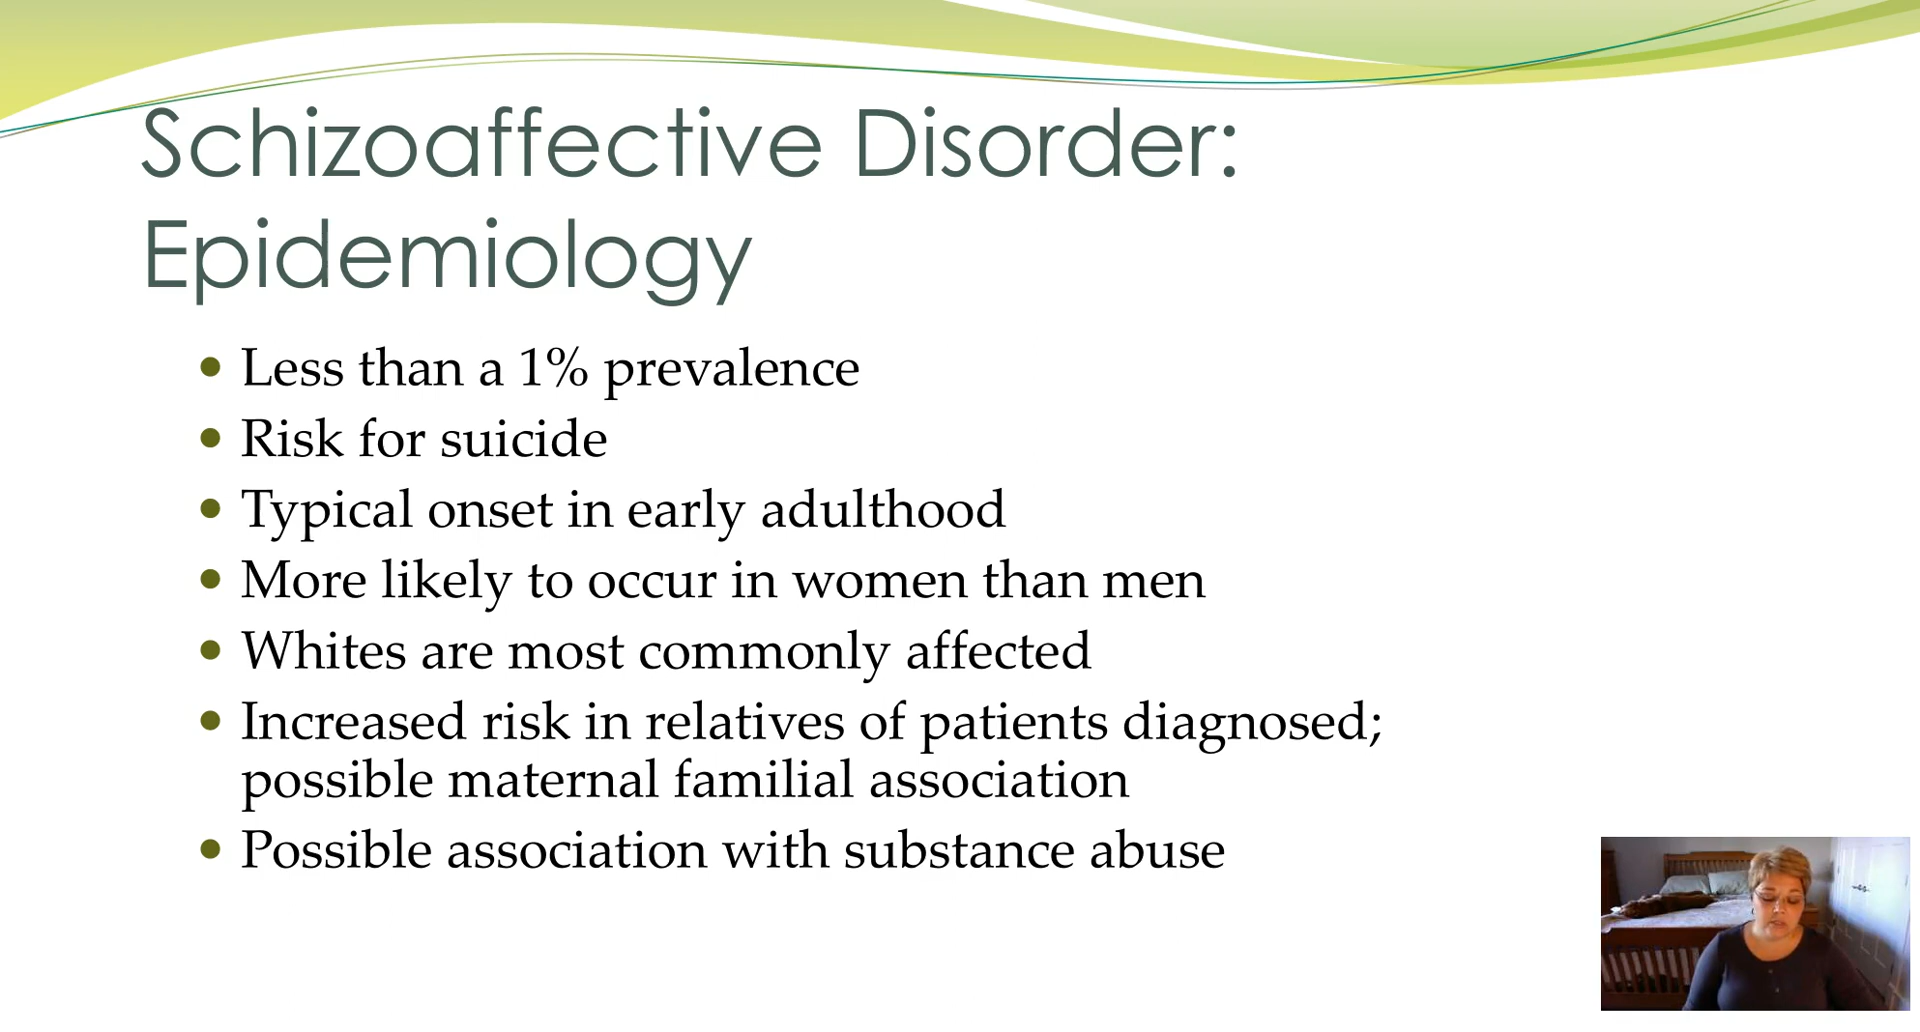 Schizoaffective Disorder:
Epidemiology
• Less than a 1% prevalence
• Risk for suicide
• Typical onset in early adulthood
• More likely to occur in women than men
• Whites are most commonly affected
• Increased risk in relatives of patients diagnosed;
possible maternal familial association
• Possible association with substance abuse